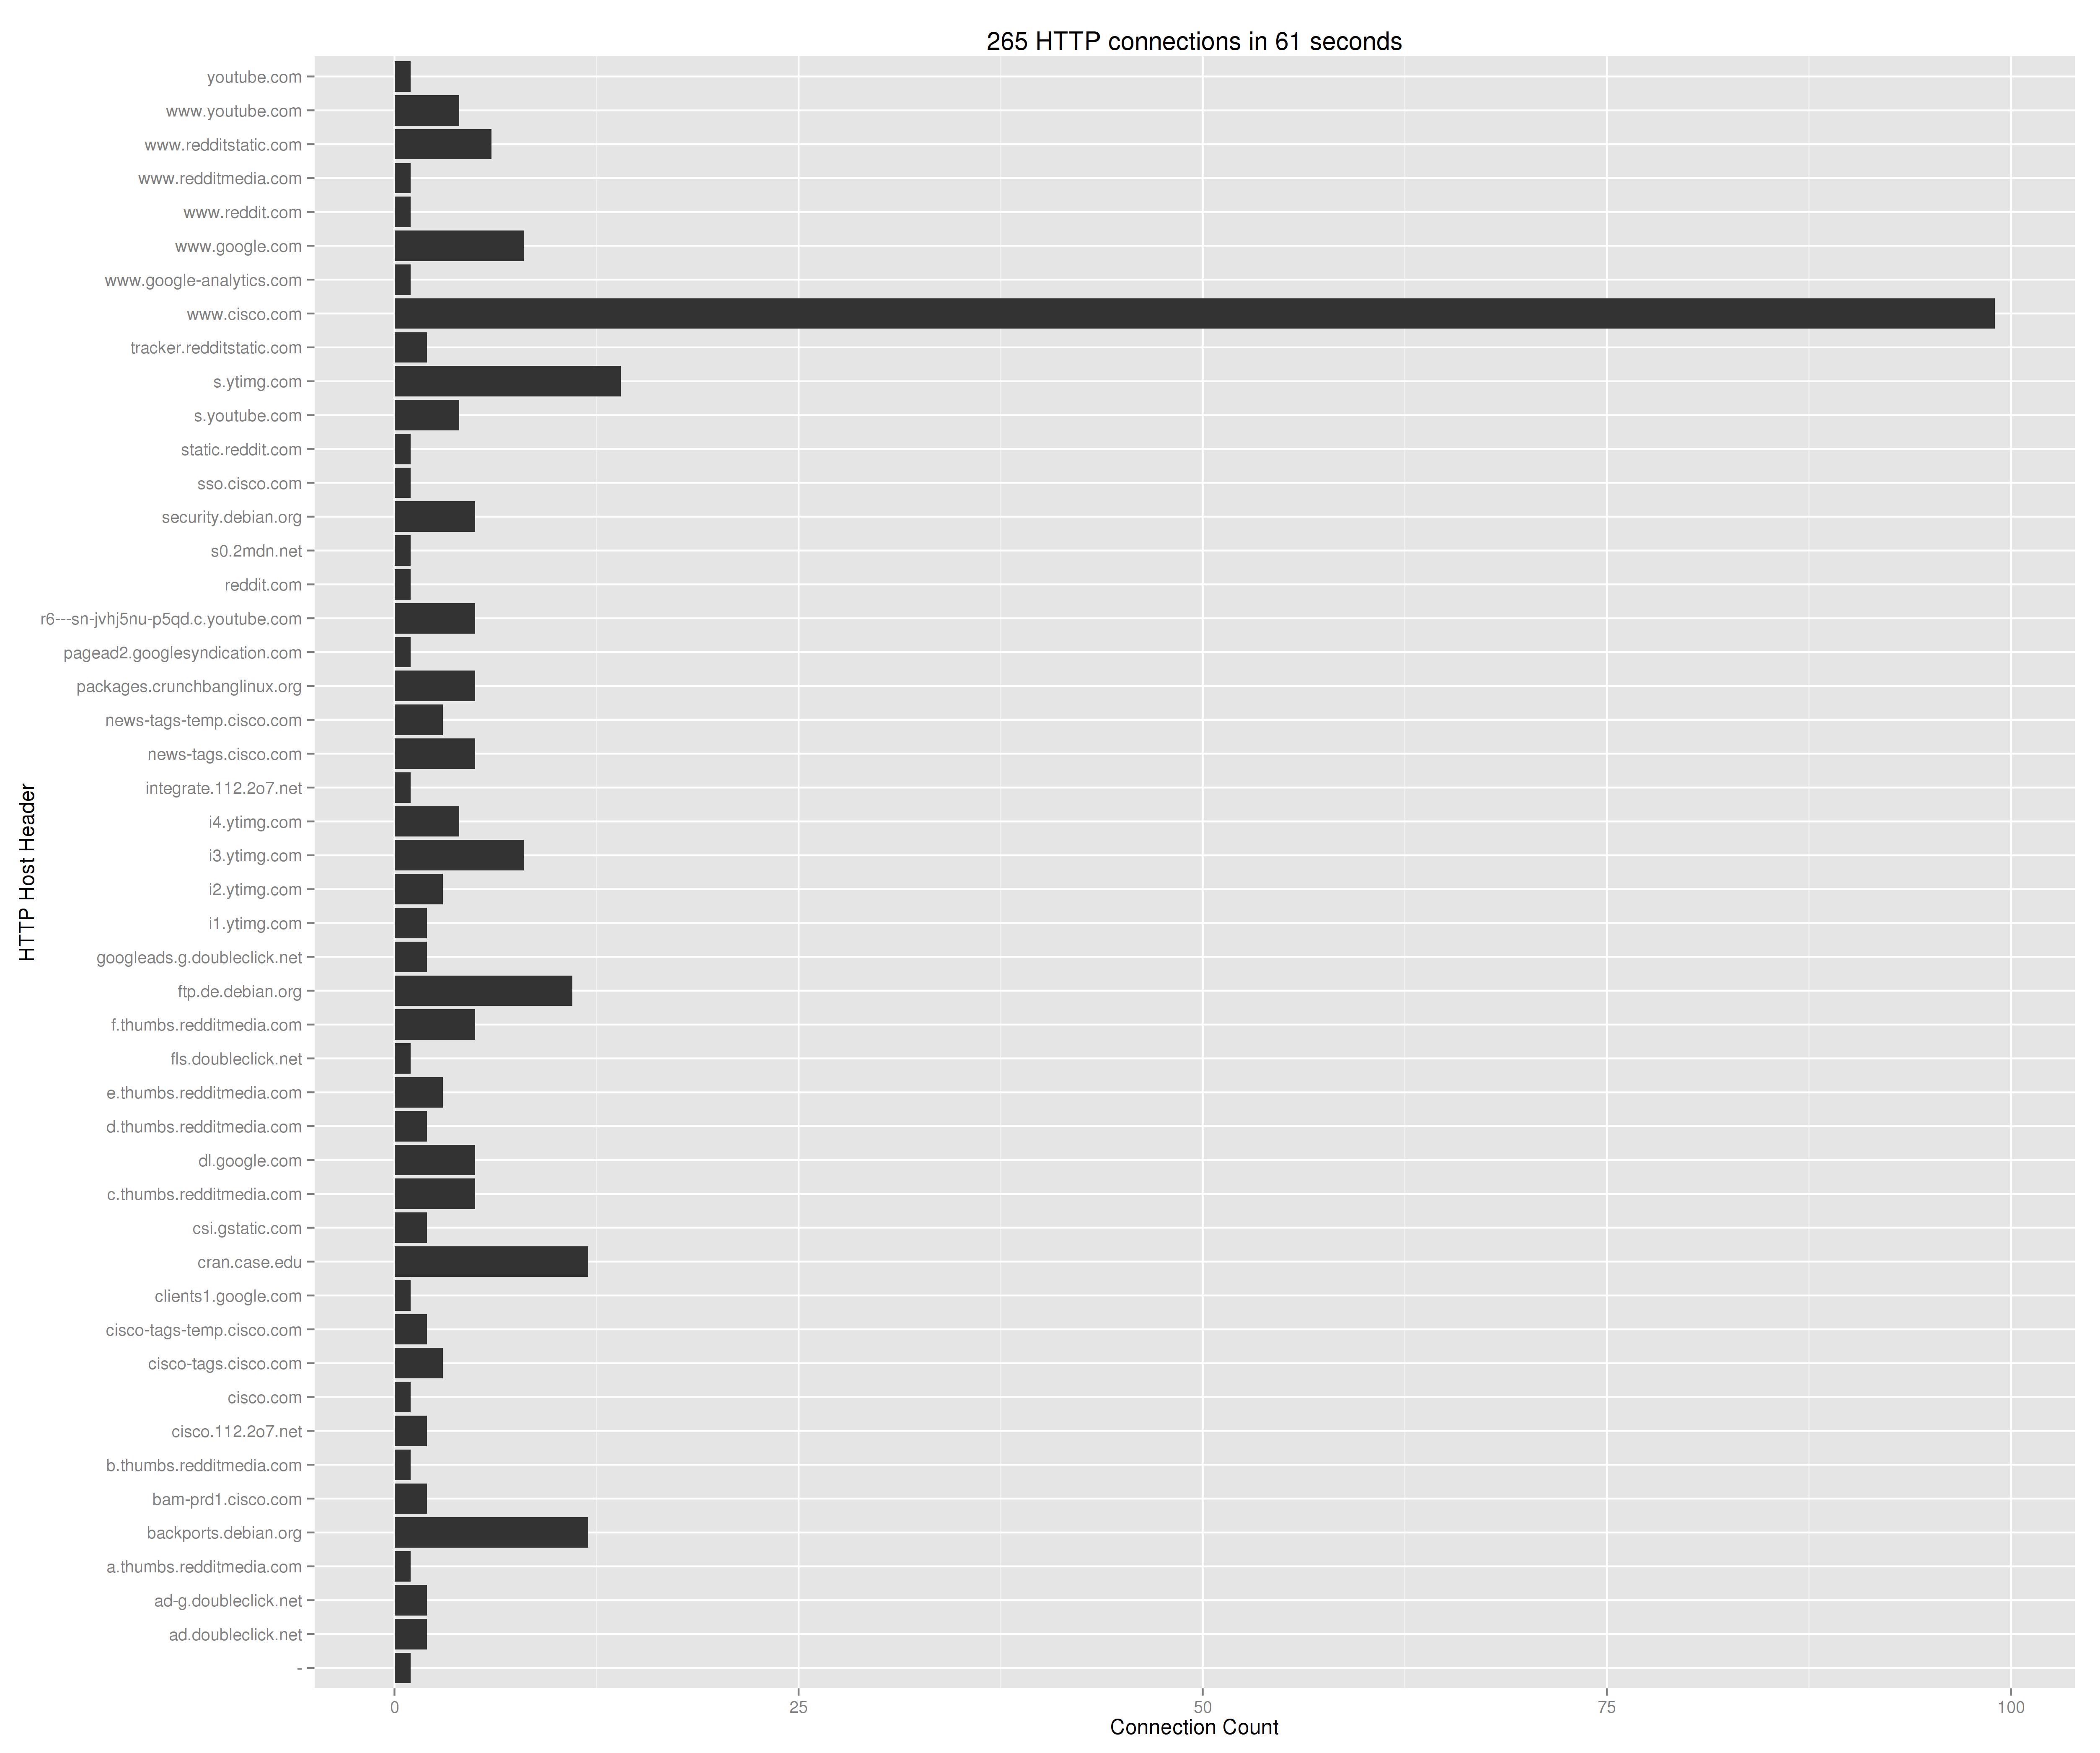 265 HTTP connections in 61 seconds
youtube.com
www.youtube.com
www.redditstatic.com
www.redditmedia.com
www.reddit.com
www.google.com
www.google-analytics.com
www.cisco.com
tracker.redditstatic.com
s.ytimg.com
s.youtube.com
static.reddit.com
sso.cisco.com
security.debian.org
s0.2mdn.net
reddit.com
r6---sn-jvhj5nu-p5qd.c.youtube.com
pagead2.googlesyndication.com
packages.crunchbanglinux.org
news-tags-temp.cisco.com
news-tags.cisco.com
integrate.112.2o7.net
i4.ytimg.com
i3.ytimg.com
i2.ytimg.com
i1.ytimg.com
googleads.g.doubleclick.net
ftp.de.debian.org
f.thumbs.redditmedia.com
fls.doubleclick.net
e.thumbs.redditmedia.com
d.thumbs.redditmedia.com
dl.google.com
c.thumbs.redditmedia.com
csi.gstatic.com
cran.case.edu
clients1.google.com
cisco-tags-temp.cisco.com
cisco-tags.cisco.com
cisco.com
cisco.112.2o7.net
b.thumbs.redditmedia.com
bam-prd1.cisco.com
backports.debian.org
a.thumbs.redditmedia.com
ad-g.doubleclick.net
ad.doubleclick.net
-
HTTP Host Header
0 25 50 75 100
Connection Count